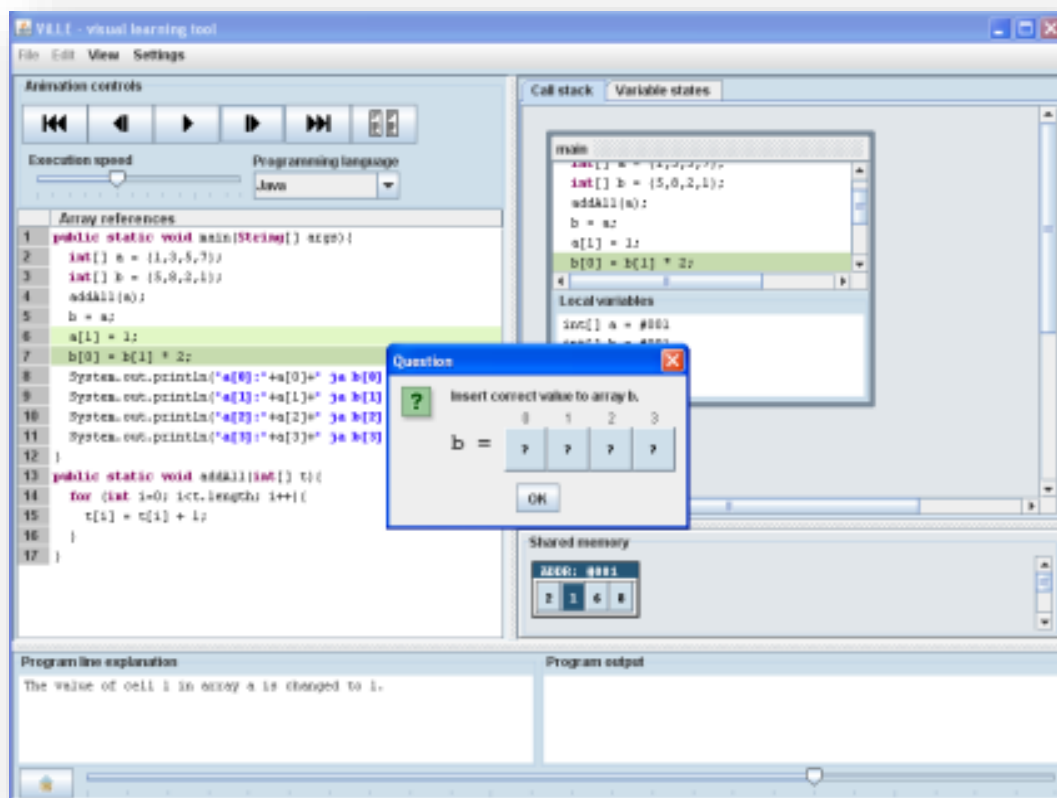 ViLLE - visual learning tool
File Edit View Settings
Animation controls
Execution speed
Programming language
Java
Array references
1 public static void main(String[] args){
2 int[] a = {1,3,5,7};
3 int[] b = {5,8,2,1};
4 addAll(a);
5 b = a;
6 a[1] = 1;
7 b[0] = b[1] * 2;
8 System.out.println("a[0]:"+a[0]+" ja b[0]
9 System.out.println("a[1]:"+a[1]+" ja b[1]
10 System.out.println("a[2]:"+a[2]+" ja b[2]
11 System.out.println("a[3]:"+a[3]+" ja b[3]
12 }
13 public static void addAll(int[] t){
14 for (int i=0; i<t.length; i++){
15 t[i] = t[i] + 1;
16 }
17 }
Call stack Variable states
main
int[] a = {1,3,5,7};
int[] b = {5,8,2,1};
addAll(a);
b = a;
a[1] = 1;
b[0] = b[1] * 2;
Local variables
int[] a = @001
int[] b = @001
Question
? Insert correct value to array b.
0 1 2 3
b = ? ? ? ?
OK
Shared memory
ADDR: @001
2 1 6 8
Program line explanation
The value of cell 1 in array a is changed to 1.
Program output